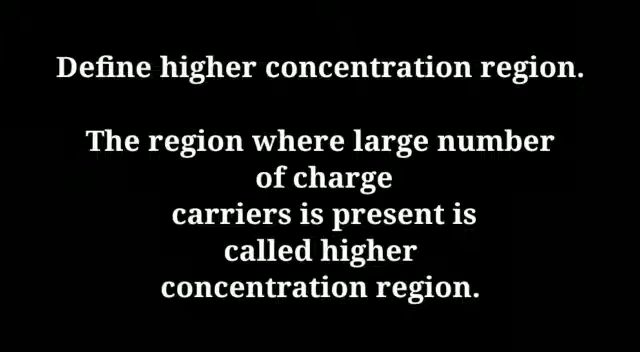 Define higher concentration region.
The region where large number
of charge
carriers is present is
called higher
concentration region.